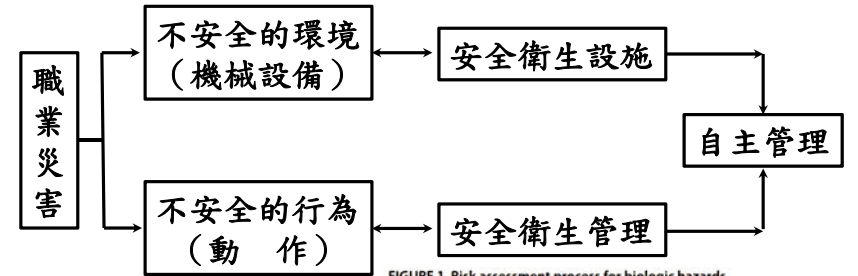 職業災害
不安全的環境
（機械設備）
安全衛生設施
自主管理
不安全的行為
（動　作）
安全衛生管理
FIGURE 1. Risk assessment process for biologic hazards